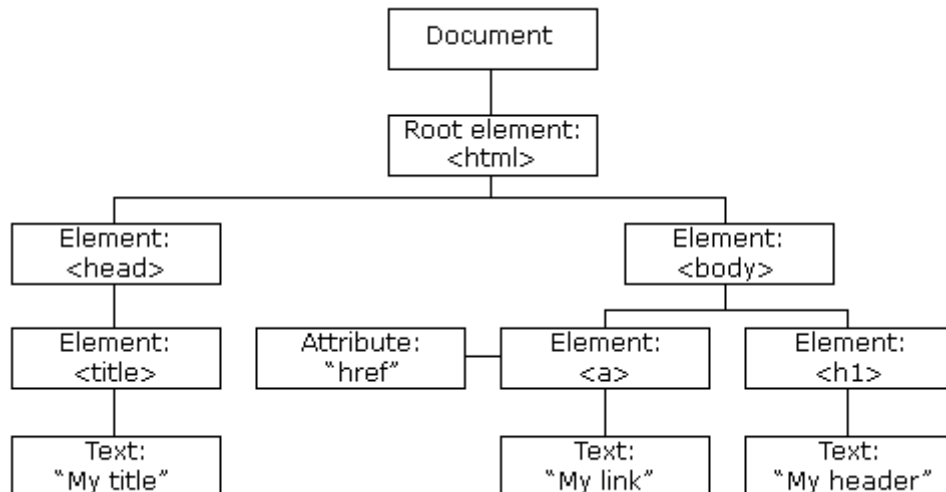 Document
Root element:
<html>
Element:
<head>
Element:
<body>
Element:
<title>
Attribute:
“href”
Element:
<a>
Element:
<h1>
Text:
“My title”
Text:
“My link”
Text:
“My header”